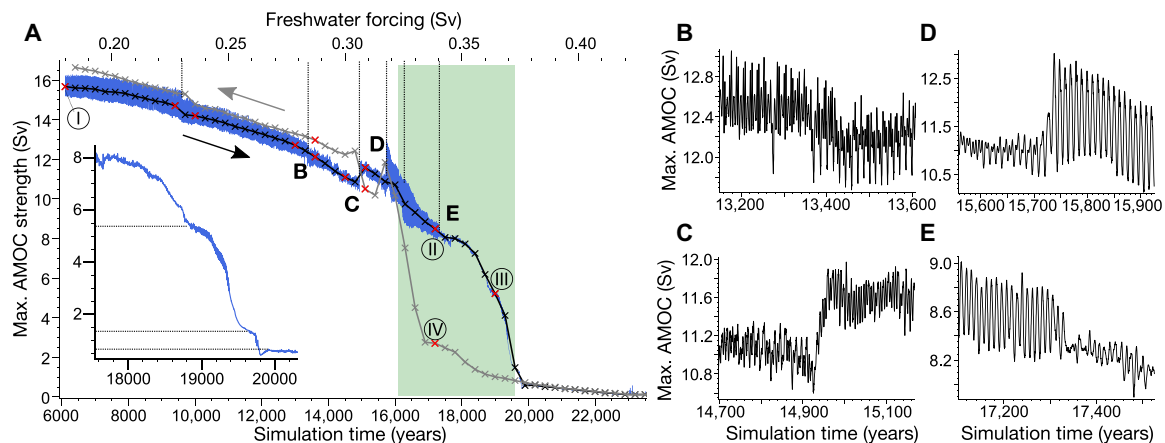 Freshwater forcing (Sv)
0.20 0.25 0.30 0.35 0.40
A
Max. AMOC strength (Sv)
16
14
12
10
8
6
4
2
0
I
B
C
D
E
II
III
IV
8
6
4
2
18000 19000 20000
6000 10,000 12,000 14,000 16,000 18,000 20,000 22,000
Simulation time (years)
B
Max. AMOC (Sv)
12.8
12.4
12.0
13,200 13,400 13,600
D
12.5
11.5
10.5
15,600 15,700 15,800 15,900
C
Max. AMOC (Sv)
12.0
11.6
11.2
10.8
14,700 14,900 15,100
Simulation time (years)
E
9.0
8.6
8.2
17,200 17,400
Simulation time (years)